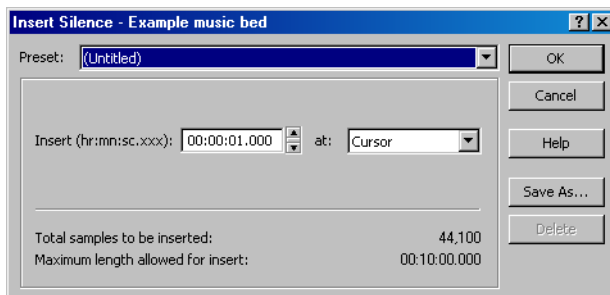 Insert Silence - Example music bed
Preset: (Untitled)
OK
Cancel
Insert (hr:mn:sc.xxx): 00:00:01.000 at: Cursor
Help
Save As...
Delete
Total samples to be inserted: 44,100
Maximum length allowed for insert: 00:10:00.000